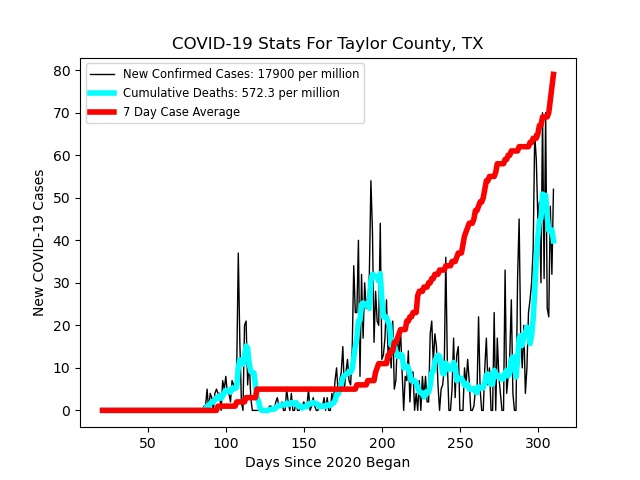 COVID-19 Stats For Taylor County, TX
New Confirmed Cases: 17900 per million
Cumulative Deaths: 572.3 per million
7 Day Case Average
80
70
60
50
40
30
20
10
0
New COVID-19 Cases
50 100 150 200 250 300
Days Since 2020 Began